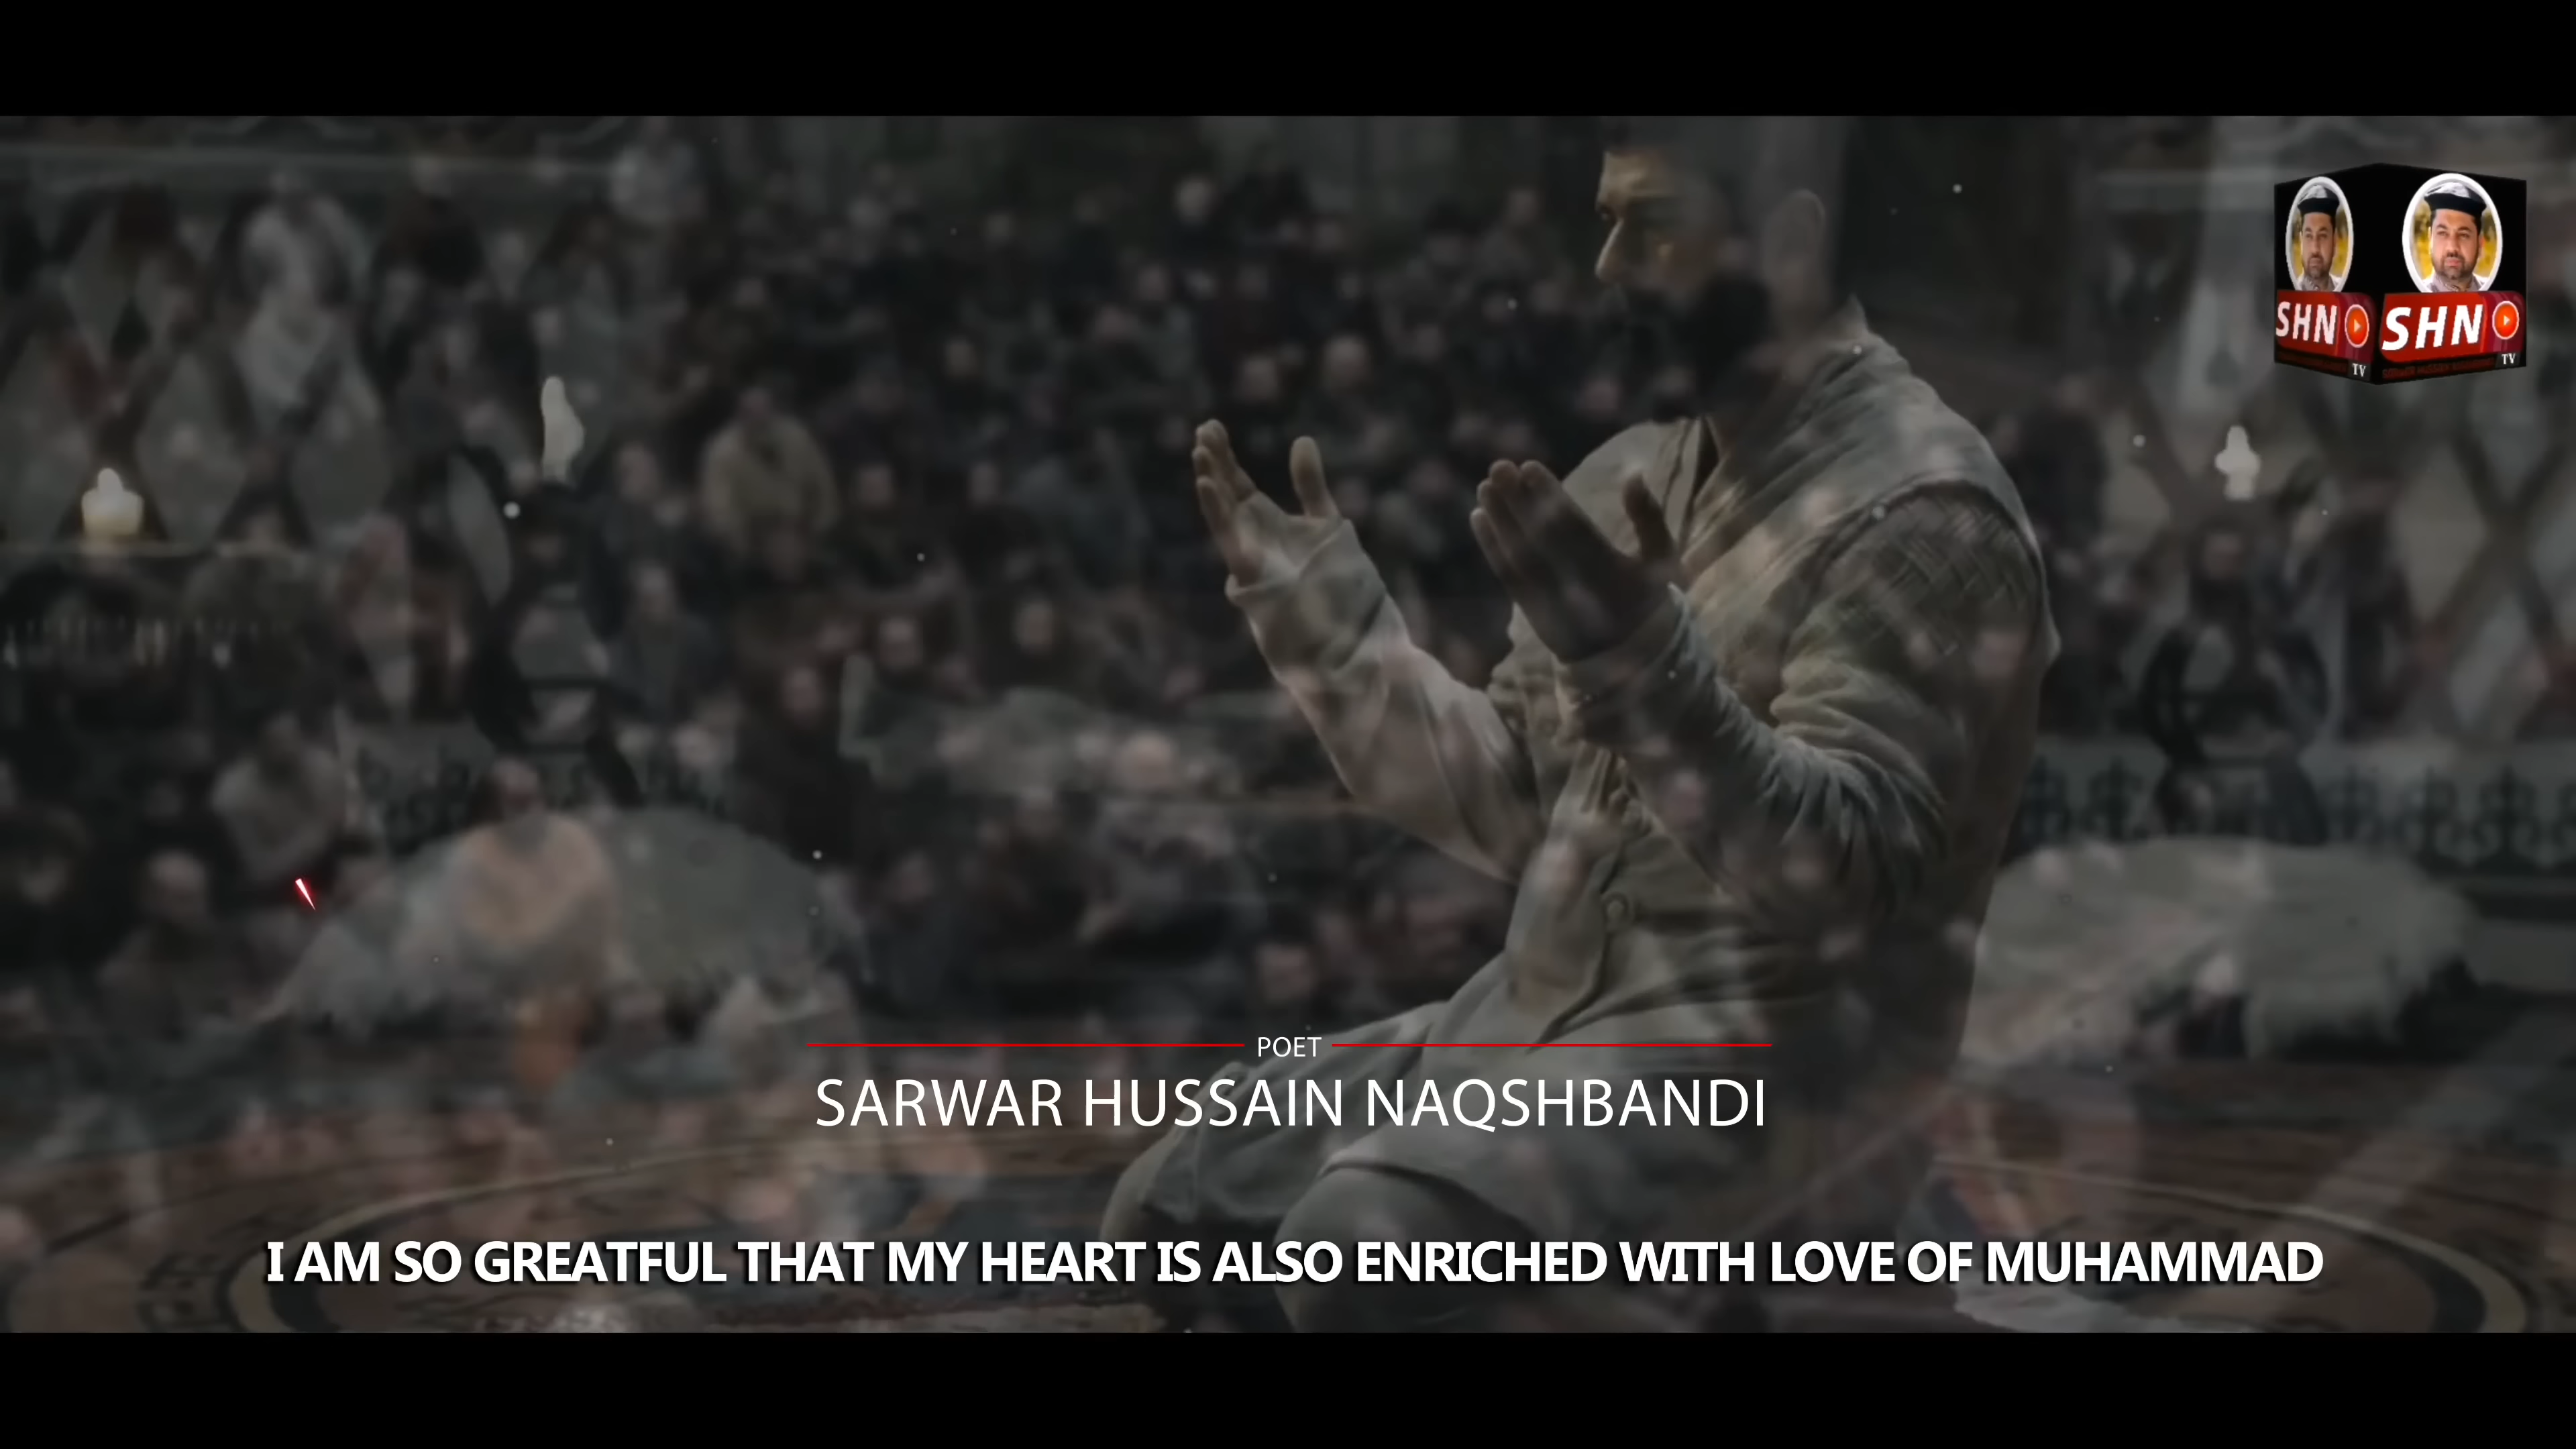 SHN
TV
SHN
TV
POET
SARWAR HUSSAIN NAQSHBANDI
I AM SO GREATFUL THAT MY HEART IS ALSO ENRICHED WITH LOVE OF MUHAMMAD